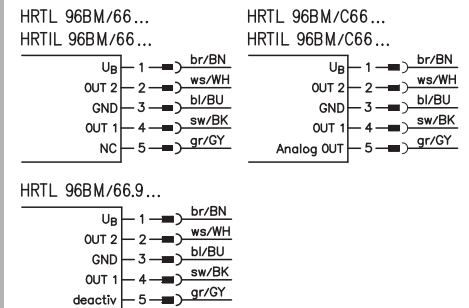 HRTL 96BM/66...
HRTIL 96BM/66...
UB 1 br/BN
OUT 2 2 ws/WH
GND 3 bl/BU
OUT 1 4 sw/BK
NC 5 gr/GY
HRTL 96BM/C66...
HRTIL 96BM/C66...
UB 1 br/BN
OUT 2 2 ws/WH
GND 3 bl/BU
OUT 1 4 sw/BK
Analog OUT 5 gr/GY
HRTL 96BM/66.9...
UB 1 br/BN
OUT 2 2 ws/WH
GND 3 bl/BU
OUT 1 4 sw/BK
deactiv 5 gr/GY